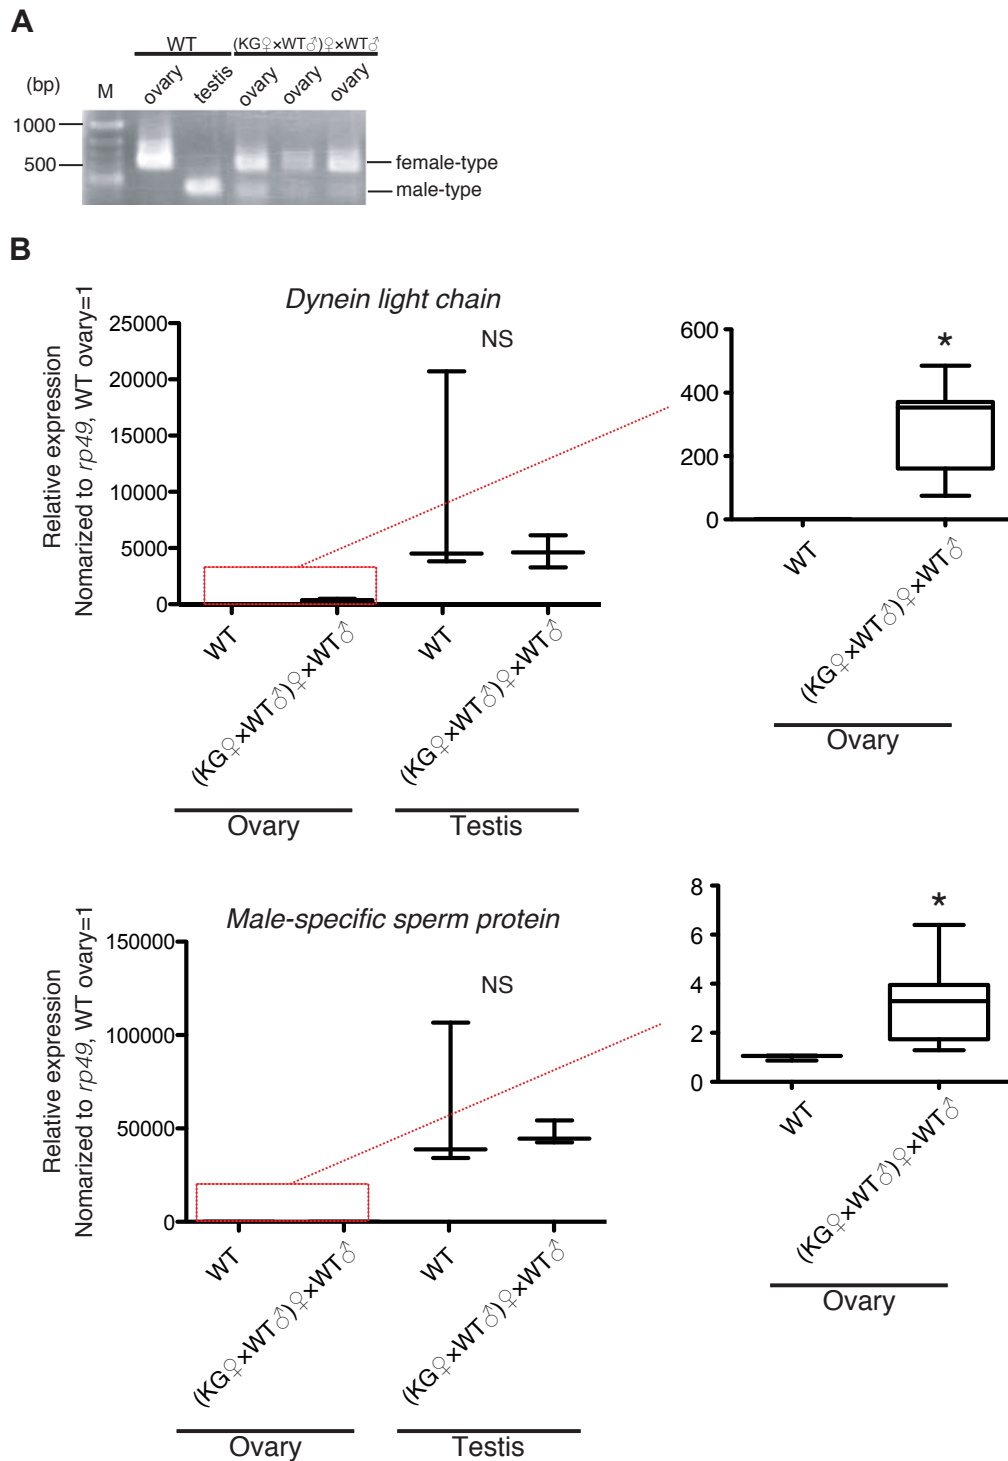 A
WT
(KG♀×WT♂)♀×WT♂
(bp)
M
ovary
testis
ovary
ovary
ovary
1000
500
female-type
male-type
B
Dynein light chain
Relative expression
Nomarized to rp49, WT ovary=1
25000
20000
15000
10000
5000
0
NS
WT
(KG♀×WT♂)♀×WT♂
WT
(KG♀×WT♂)♀×WT♂
Ovary
Testis
600
400
200
0
*
WT
(KG♀×WT♂)♀×WT♂
Ovary
Male-specific sperm protein
Relative expression
Nomarized to rp49, WT ovary=1
150000
100000
50000
0
NS
WT
(KG♀×WT♂)♀×WT♂
WT
(KG♀×WT♂)♀×WT♂
Ovary
Testis
8
6
4
2
0
*
WT
(KG♀×WT♂)♀×WT♂
Ovary